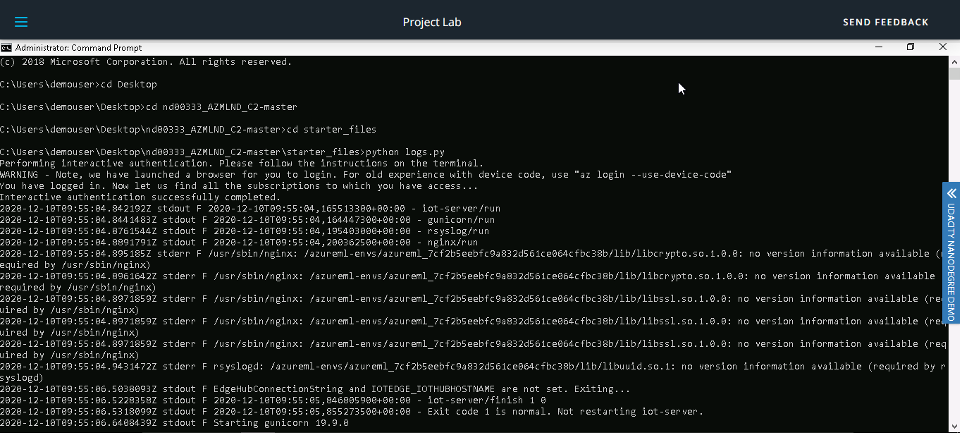 Project Lab
SEND FEEDBACK
Administrator: Command Prompt
(c) 2018 Microsoft Corporation. All rights reserved.
C:\Users\demouser>cd Desktop
C:\Users\demouser\Desktop>cd nd00333_AZMLND_C2-master
C:\Users\demouser\Desktop\nd00333_AZMLND_C2-master>cd starter_files
C:\Users\demouser\Desktop\nd00333_AZMLND_C2-master\starter_files>python logs.py
Performing interactive authentication. Please follow the instructions on the terminal.
WARNING - Note, we have launched a browser for you to login. For old experience with device code, use "az login --use-device-code"
You have logged in. Now let us find all the subscriptions to which you have access...
Interactive authentication successfully completed.
2020-12-10T09:55:04.842192Z stdout F 2020-12-10T09:55:04,165513300+00:00 - iot-server/run
2020-12-10T09:55:04.8441483Z stdout F 2020-12-10T09:55:04,164447300+00:00 - gunicorn/run
2020-12-10T09:55:04.8761544Z stdout F 2020-12-10T09:55:04,195403000+00:00 - rsyslog/run
2020-12-10T09:55:04.8891791Z stdout F 2020-12-10T09:55:04,200362500+00:00 - nginx/run
2020-12-10T09:55:04.895185Z stderr F /usr/sbin/nginx: /azureml-envs/azureml_7cf2b5eebfc9a832d561ce064cfbc38b/lib/libcrypto.so.1.0.0: no version information available (r
equired by /usr/sbin/nginx)
2020-12-10T09:55:04.8961642Z stderr F /usr/sbin/nginx: /azureml-envs/azureml_7cf2b5eebfc9a832d561ce064cfbc38b/lib/libcrypto.so.1.0.0: no version information available (
required by /usr/sbin/nginx)
2020-12-10T09:55:04.8971859Z stderr F /usr/sbin/nginx: /azureml-envs/azureml_7cf2b5eebfc9a832d561ce064cfbc38b/lib/libssl.so.1.0.0: no version information available (req
uired by /usr/sbin/nginx)
2020-12-10T09:55:04.8971859Z stderr F /usr/sbin/nginx: /azureml-envs/azureml_7cf2b5eebfc9a832d561ce064cfbc38b/lib/libssl.so.1.0.0: no version information available (req
uired by /usr/sbin/nginx)
2020-12-10T09:55:04.8971859Z stderr F /usr/sbin/nginx: /azureml-envs/azureml_7cf2b5eebfc9a832d561ce064cfbc38b/lib/libssl.so.1.0.0: no version information available (req
uired by /usr/sbin/nginx)
2020-12-10T09:55:04.9431472Z stderr F rsyslogd: /azureml-envs/azureml_7cf2b5eebfc9a832d561ce064cfbc38b/lib/libuuid.so.1: no version information available (required by r
syslogd)
2020-12-10T09:55:06.5038093Z stdout F EdgeHubConnectionString and IOTEDGE_IOTHUBHOSTNAME are not set. Exiting...
2020-12-10T09:55:06.5228358Z stdout F 2020-12-10T09:55:05,846805900+00:00 - iot-server/finish 1 0
2020-12-10T09:55:06.5318099Z stdout F 2020-12-10T09:55:05,855273500+00:00 - Exit code 1 is normal. Not restarting iot-server.
2020-12-10T09:55:06.6408439Z stdout F Starting gunicorn 19.9.0
UDACITY NANODEGREE DEMO